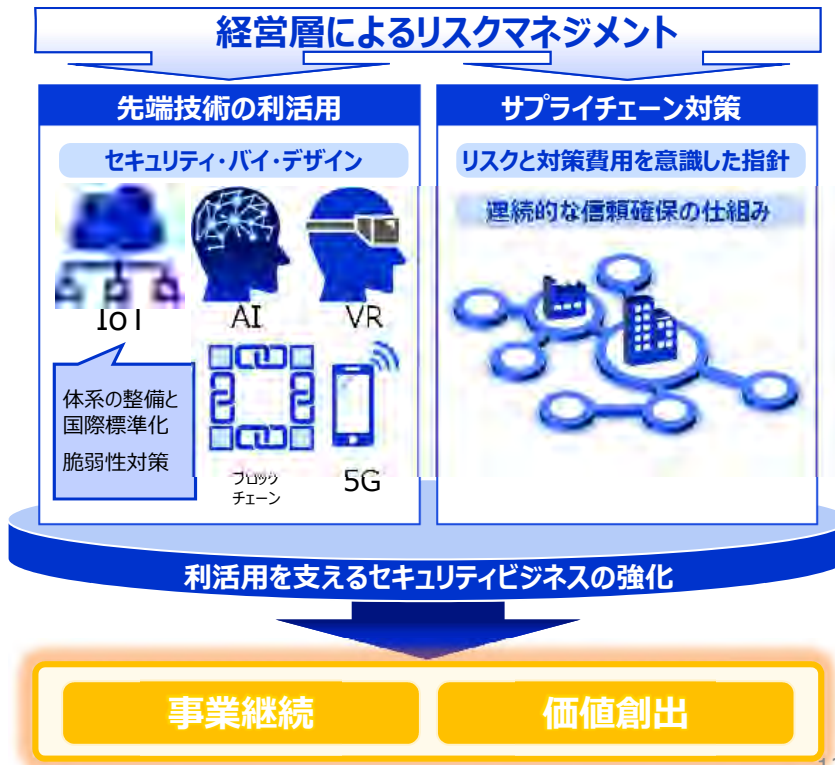 経営層によるリスクマネジメント
先端技術の利活用
セキュリティ・バイ・デザイン
IoT
AI
VR
体系の整備と
国際標準化
脆弱性対策
ブロック
チェーン
5G
サプライチェーン対策
リスクと対策費用を意識した指針
連続的な信頼確保の仕組み
利活用を支えるセキュリティビジネスの強化
事業継続
価値創出